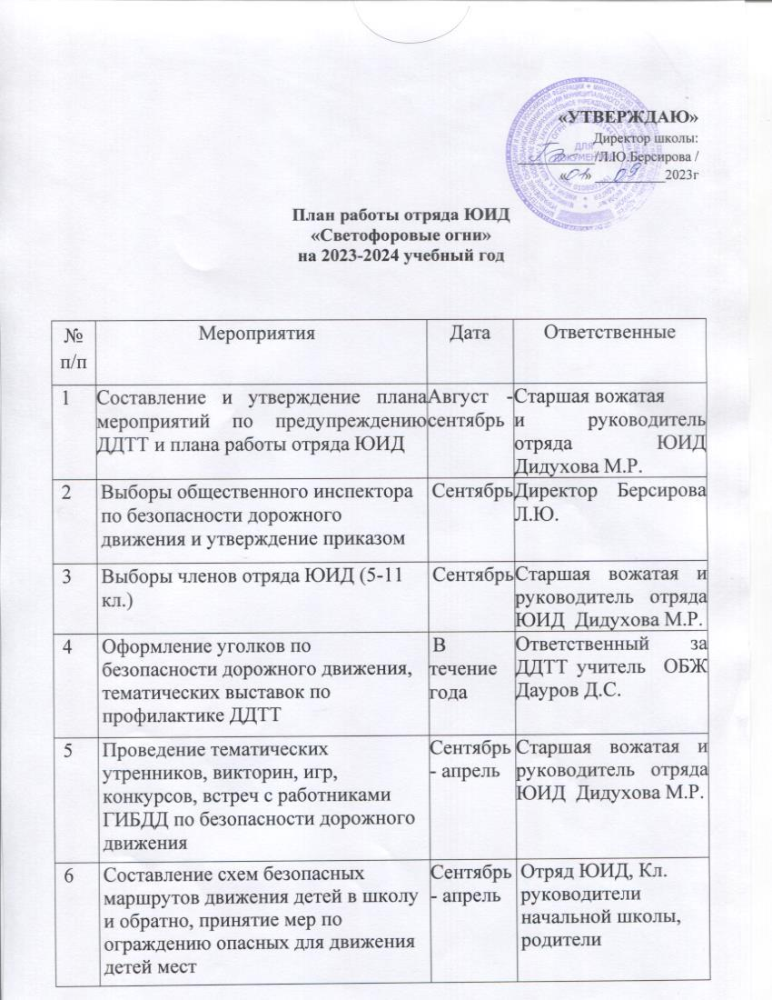 «УТВЕРЖДАЮ»
Директор школы:
/Л.Ю.Берсирова /
«01» 09 2023г
ДЛЯ
ДОКУМЕНТОВ
План работы отряда ЮИД
«Светофоровые огни»
на 2023-2024 учебный год
№ п/п Мероприятия Дата Ответственные
1
Составление и утверждение плана
мероприятий по предупреждению
ДДТТ и плана работы отряда ЮИД
Август -
сентябрь
Старшая вожатая
и руководитель
отряда ЮИД
Дидухова М.Р.
2
Выборы общественного инспектора
по безопасности дорожного
движения и утверждение приказом
Сентябрь
Директор Берсирова
Л.Ю.
3
Выборы членов отряда ЮИД (5-11
кл.)
Сентябрь
Старшая вожатая и
руководитель отряда
ЮИД Дидухова М.Р.
4
Оформление уголков по
безопасности дорожного движения,
тематических выставок по
профилактике ДДТТ
В
течение
года
Ответственный за
ДДТТ учитель ОБЖ
Дауров Д.С.
5
Проведение тематических
утренников, викторин, игр,
конкурсов, встреч с работниками
ГИБДД по безопасности дорожного
движения
Сентябрь
- апрель
Старшая вожатая и
руководитель отряда
ЮИД Дидухова М.Р.
6
Составление схем безопасных
маршрутов движения детей в школу
и обратно, принятие мер по
ограждению опасных для движения
детей мест
Сентябрь
- апрель
Отряд ЮИД, Кл.
руководители
начальной школы,
родители